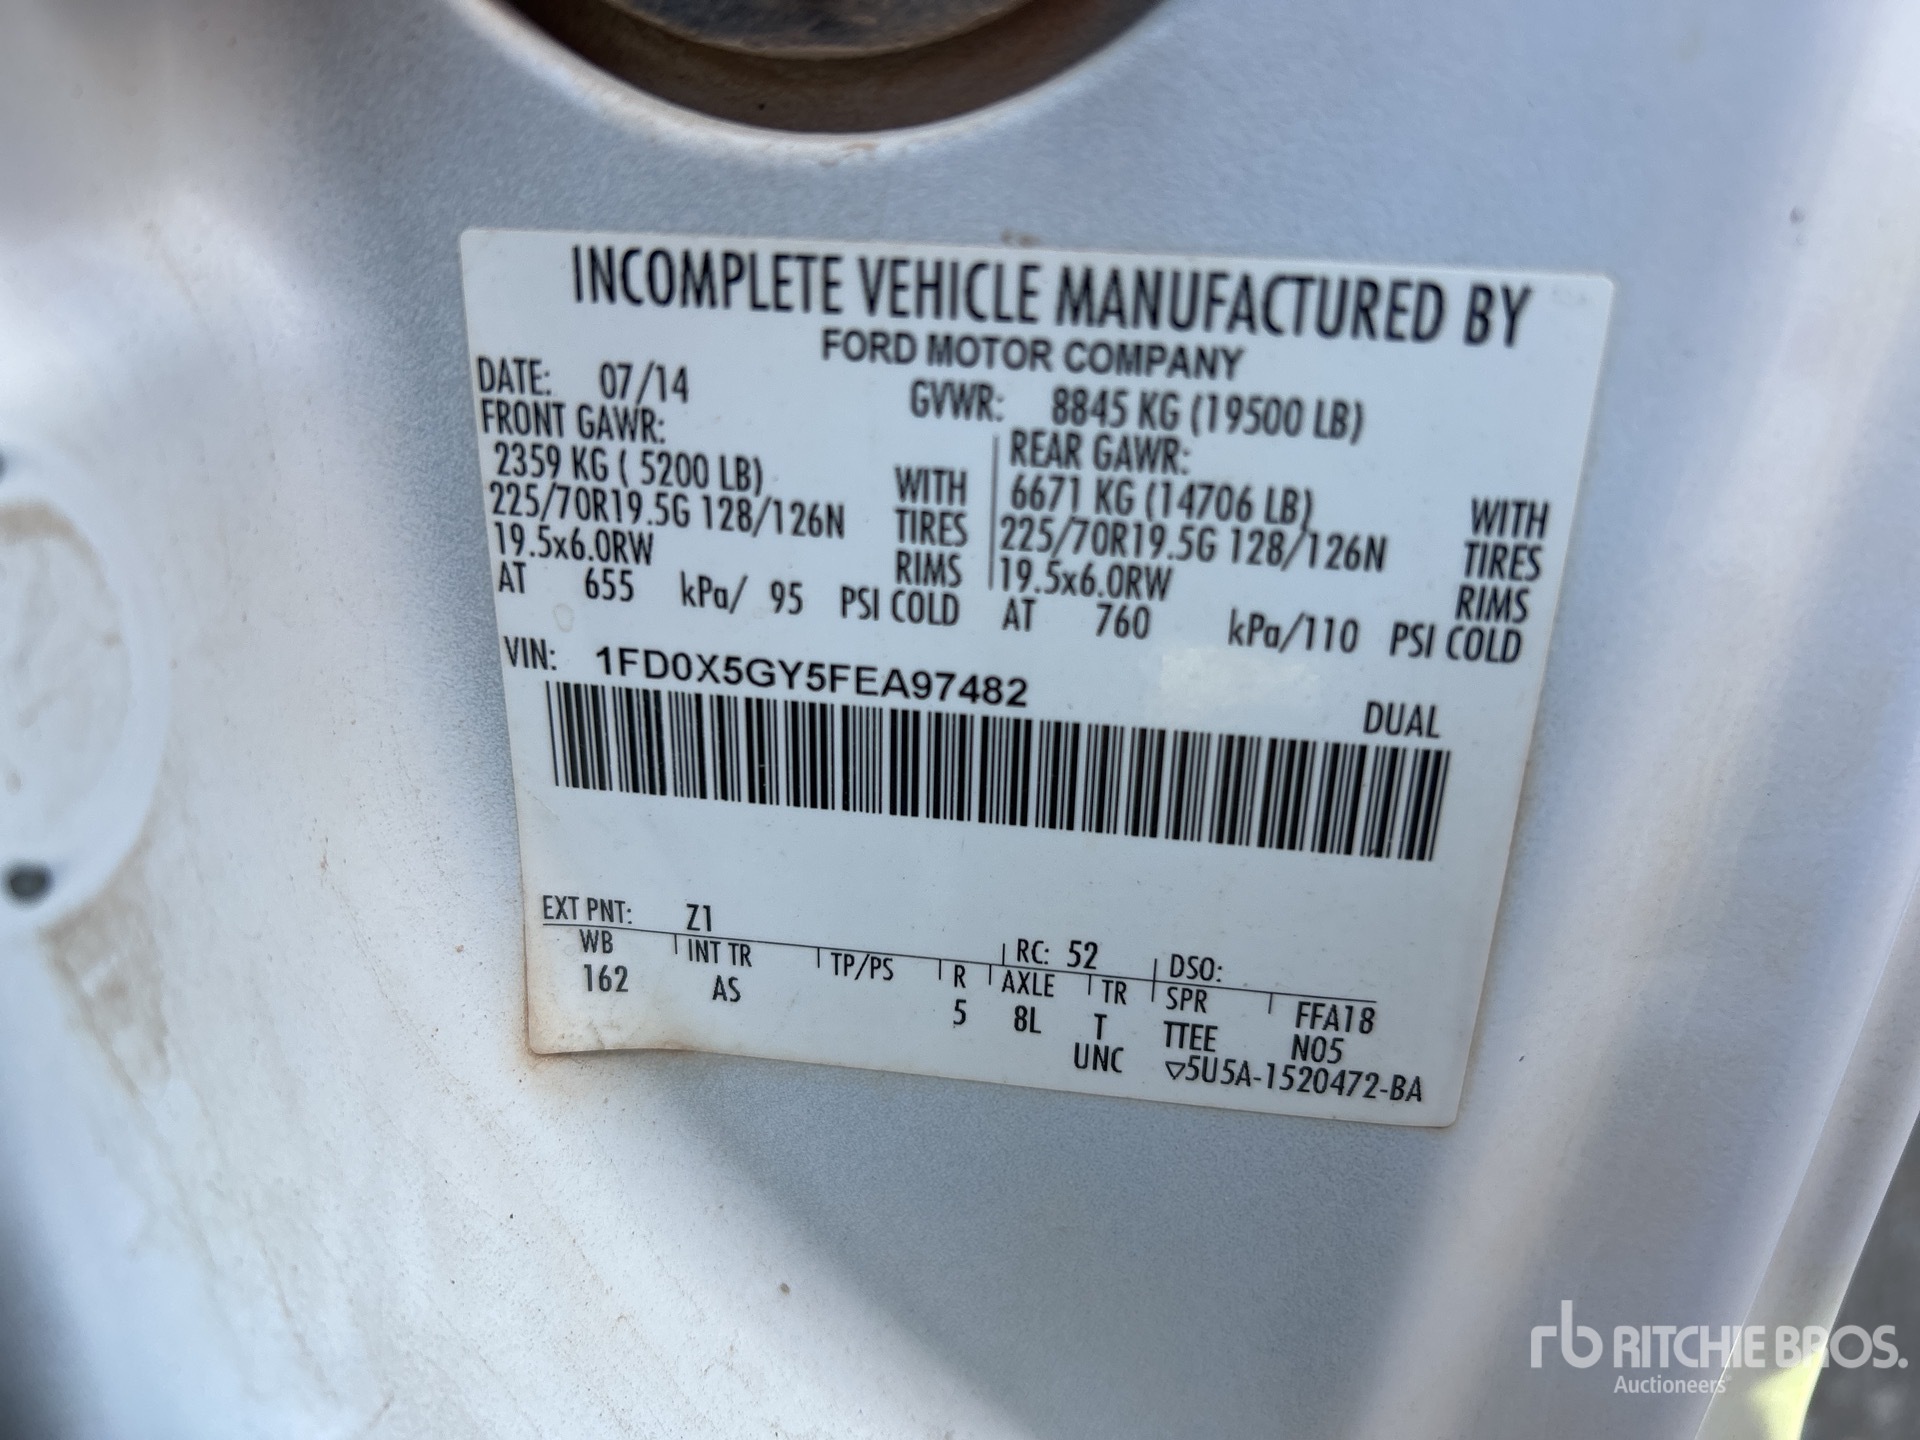 INCOMPLETE VEHICLE MANUFACTURED BY
FORD MOTOR COMPANY
DATE: 07/14 GVWR: 8845 KG (19500 LB)
FRONT GAWR: REAR GAWR:
2359 KG ( 5200 LB) WITH 6671 KG (14706 LB) WITH
225/70R19.5G 128/126N TIRES 225/70R19.5G 128/126N TIRES
19.5x6.0RW RIMS 19.5x6.0RW RIMS
AT 655 kPa/ 95 PSI COLD AT 760 kPa/110 PSI COLD
VIN: 1FD0X5GY5FEA97482
DUAL
EXT PNT: Z1 RC: 52 DSO:
WB INT TR TP/PS R AXLE TR SPR FFA18
162 AS 5 8L T TTEE N05
UNC ▽5U5A-1520472-BA
rb RITCHIE BROS.
Auctioneers